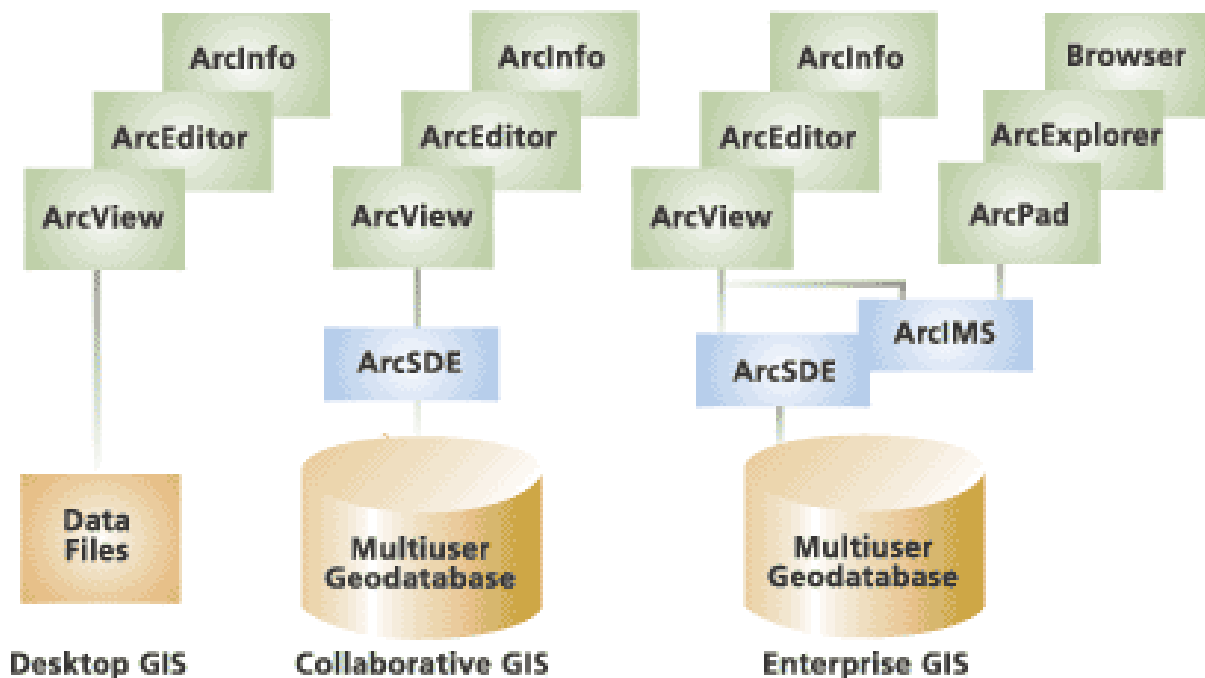 ArcInfo
ArcEditor
ArcView
Data
Files
Desktop GIS
ArcInfo
ArcEditor
ArcView
ArcSDE
Multiuser
Geodatabase
Collaborative GIS
ArcInfo
ArcEditor
ArcView
Browser
ArcExplorer
ArcPad
ArcIMS
ArcSDE
Multiuser
Geodatabase
Enterprise GIS